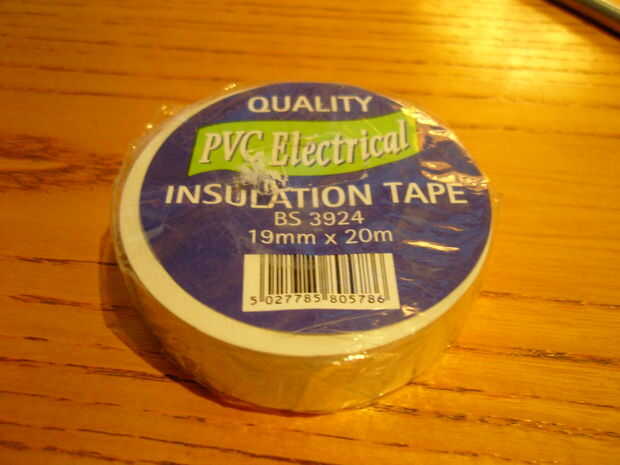 QUALITY
PVC Electrical
INSULATION TAPE
BS 3924
19mm x 20m
5 027785 805786